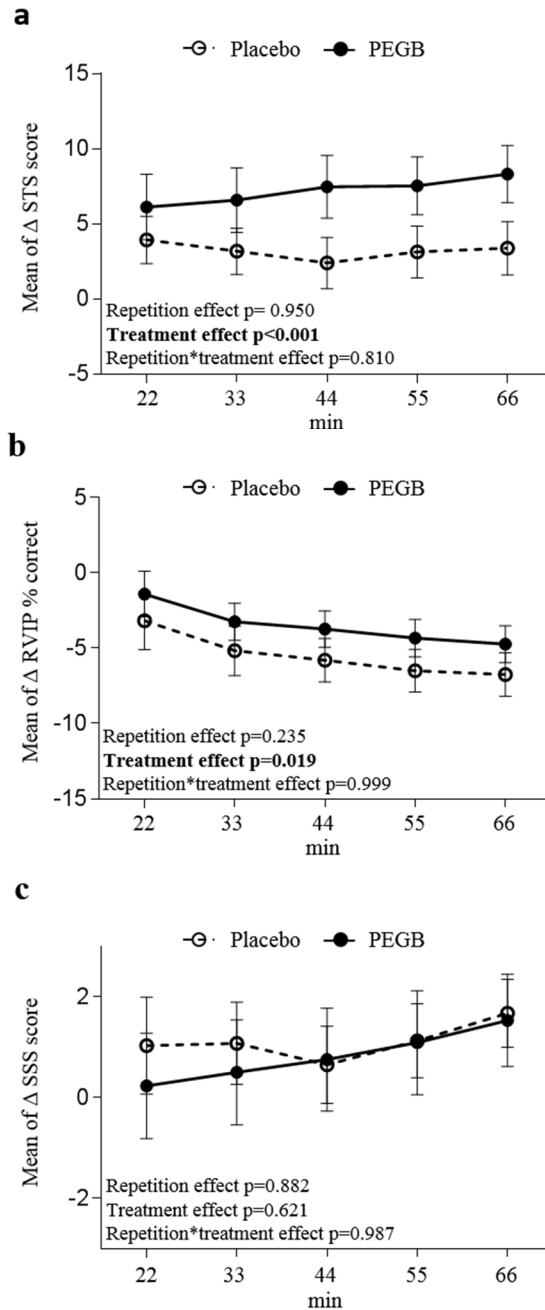 a
Placebo PEGB
Mean of Δ STS score
15
10
5
0
-5
Repetition effect p= 0.950
Treatment effect p<0.001
Repetition*treatment effect p=0.810
22 33 44 55 66
min
b
Placebo PEGB
Mean of Δ RVIP % correct
5
0
-5
-10
-15
Repetition effect p=0.235
Treatment effect p=0.019
Repetition*treatment effect p=0.999
22 33 44 55 66
min
c
Placebo PEGB
Mean of Δ SSS score
2
0
-2
Repetition effect p=0.882
Treatment effect p=0.621
Repetition*treatment effect p=0.987
22 33 44 55 66
min